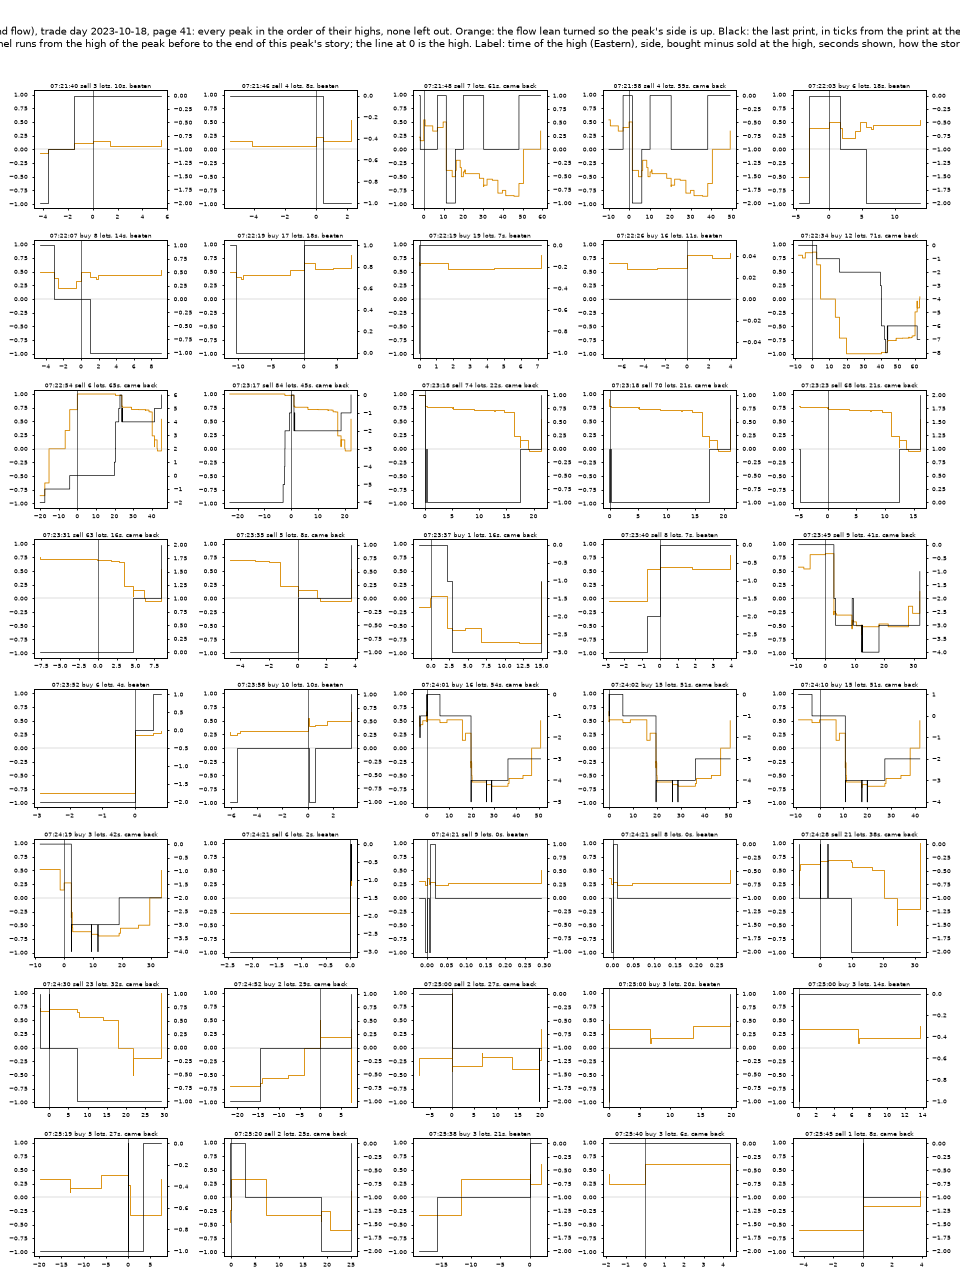 nd flow), trade day 2023-10-18, page 41: every peak in the order of their highs, none left out. Orange: the flow lean turned so the peak's side is up. Black: the last print, in ticks from the print at the
nel runs from the high of the peak before to the end of this peak's story; the line at 0 is the high. Label: time of the high (Eastern), side, bought minus sold at the high, seconds shown, how the stor
07:21:40 sell 3 lots. 10s. beaten
07:21:46 sell 4 lots. 8s. beaten
07:21:48 sell 7 lots. 61s. came back
07:21:58 sell 4 lots. 59s. came back
07:22:03 buy 6 lots. 18s. beaten
07:22:07 buy 8 lots. 14s. beaten
07:22:19 buy 17 lots. 18s. beaten
07:22:19 buy 19 lots. 7s. beaten
07:22:26 buy 16 lots. 11s. beaten
07:22:34 buy 12 lots. 71s. came back
07:22:54 sell 6 lots. 65s. came back
07:23:17 sell 84 lots. 45s. came back
07:23:18 sell 74 lots. 22s. came back
07:23:18 sell 70 lots. 21s. came back
07:23:23 sell 68 lots. 21s. came back
07:23:31 sell 63 lots. 16s. came back
07:23:35 sell 5 lots. 8s. came back
07:23:37 buy 1 lots. 16s. came back
07:23:40 sell 8 lots. 7s. beaten
07:23:49 sell 9 lots. 41s. came back
07:23:52 buy 6 lots. 4s. beaten
07:23:58 buy 10 lots. 10s. beaten
07:24:01 buy 16 lots. 54s. came back
07:24:02 buy 15 lots. 51s. came back
07:24:10 buy 15 lots. 51s. came back
07:24:19 buy 3 lots. 42s. came back
07:24:21 sell 6 lots. 2s. beaten
07:24:21 sell 9 lots. 0s. beaten
07:24:21 sell 8 lots. 0s. beaten
07:24:28 sell 21 lots. 38s. came back
07:24:30 sell 23 lots. 32s. came back
07:24:52 buy 2 lots. 29s. came back
07:25:00 sell 2 lots. 27s. came back
07:25:00 buy 3 lots. 20s. beaten
07:25:00 buy 3 lots. 14s. beaten
07:25:19 buy 5 lots. 27s. came back
07:25:20 sell 2 lots. 25s. came back
07:25:38 buy 3 lots. 21s. beaten
07:25:40 buy 3 lots. 6s. came back
07:25:45 sell 1 lots. 8s. came back